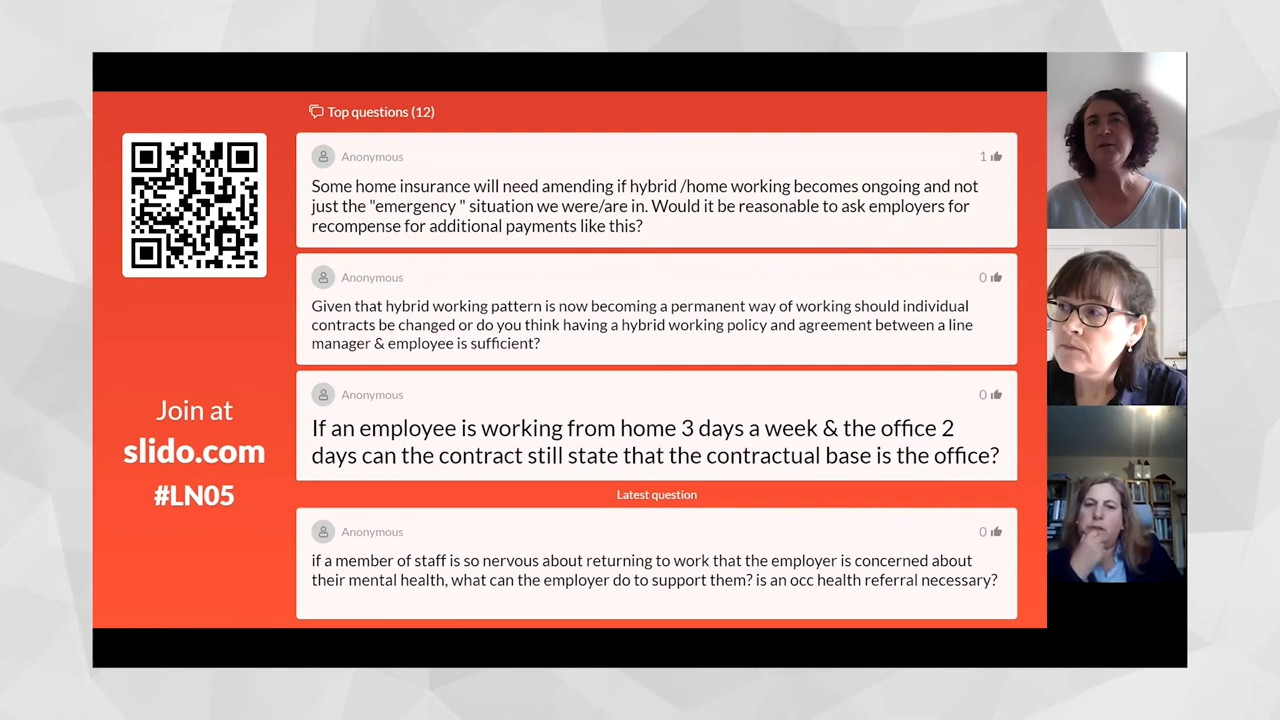 Top questions (12)
Anonymous
1
Some home insurance will need amending if hybrid /home working becomes ongoing and not
just the "emergency " situation we were/are in. Would it be reasonable to ask employers for
recompense for additional payments like this?
Anonymous
0
Given that hybrid working pattern is now becoming a permanent way of working should individual
contracts be changed or do you think having a hybrid working policy and agreement between a line
manager & employee is sufficient?
Anonymous
0
If an employee is working from home 3 days a week & the office 2
days can the contract still state that the contractual base is the office?
Latest question
Anonymous
0
if a member of staff is so nervous about returning to work that the employer is concerned about
their mental health, what can the employer do to support them? is an occ health referral necessary?
Join at
slido.com
#LN05